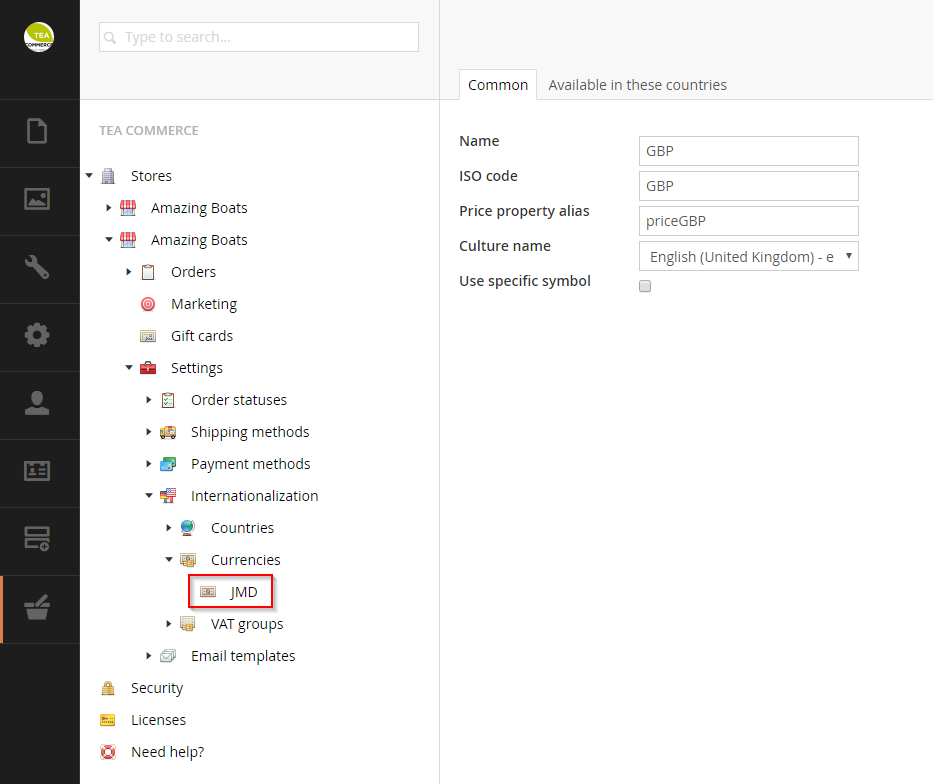 TEA
COMMERCE
Type to search...
TEA COMMERCE
Stores
Amazing Boats
Amazing Boats
Orders
Marketing
Gift cards
Settings
Order statuses
Shipping methods
Payment methods
Internationalization
Countries
Currencies
JMD
VAT groups
Email templates
Security
Licenses
Need help?
Common
Available in these countries
Name
GBP
ISO code
GBP
Price property alias
priceGBP
Culture name
English (United Kingdom) - e
Use specific symbol